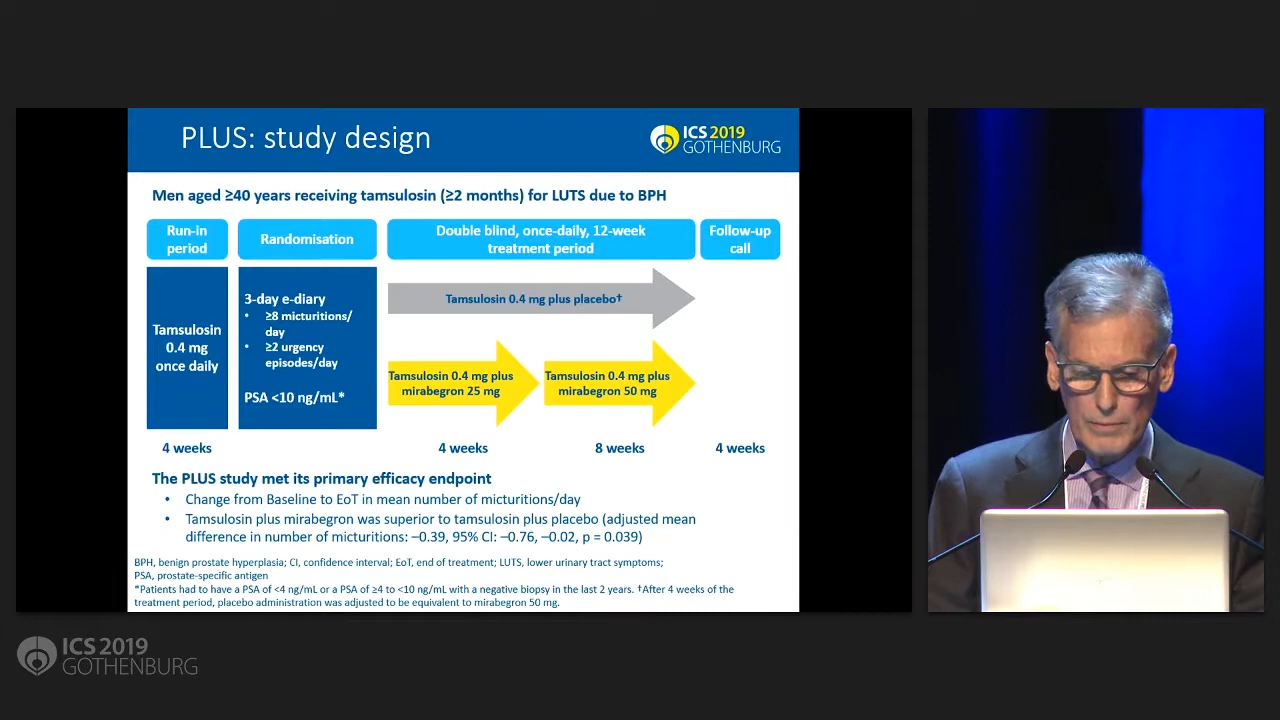 PLUS: study design
ICS 2019
GOTHENBURG
Men aged ≥40 years receiving tamsulosin (≥2 months) for LUTS due to BPH
Run-in
period
Randomisation
Double blind, once-daily, 12-week
treatment period
Follow-up
call
Tamsulosin
0.4 mg
once daily
3-day e-diary
• ≥8 micturitions/
day
• ≥2 urgency
episodes/day
PSA <10 ng/mL*
Tamsulosin 0.4 mg plus placebo†
Tamsulosin 0.4 mg plus
mirabegron 25 mg
Tamsulosin 0.4 mg plus
mirabegron 50 mg
4 weeks
4 weeks
8 weeks
4 weeks
The PLUS study met its primary efficacy endpoint
• Change from Baseline to EoT in mean number of micturitions/day
• Tamsulosin plus mirabegron was superior to tamsulosin plus placebo (adjusted mean
difference in number of micturitions: –0.39, 95% CI: –0.76, –0.02, p = 0.039)
BPH, benign prostate hyperplasia; CI, confidence interval; EoT, end of treatment; LUTS, lower urinary tract symptoms;
PSA, prostate-specific antigen
*Patients had to have a PSA of <4 ng/mL or a PSA of ≥4 to <10 ng/mL with a negative biopsy in the last 2 years. †After 4 weeks of the
treatment period, placebo administration was adjusted to be equivalent to mirabegron 50 mg.
ICS 2019
GOTHENBURG